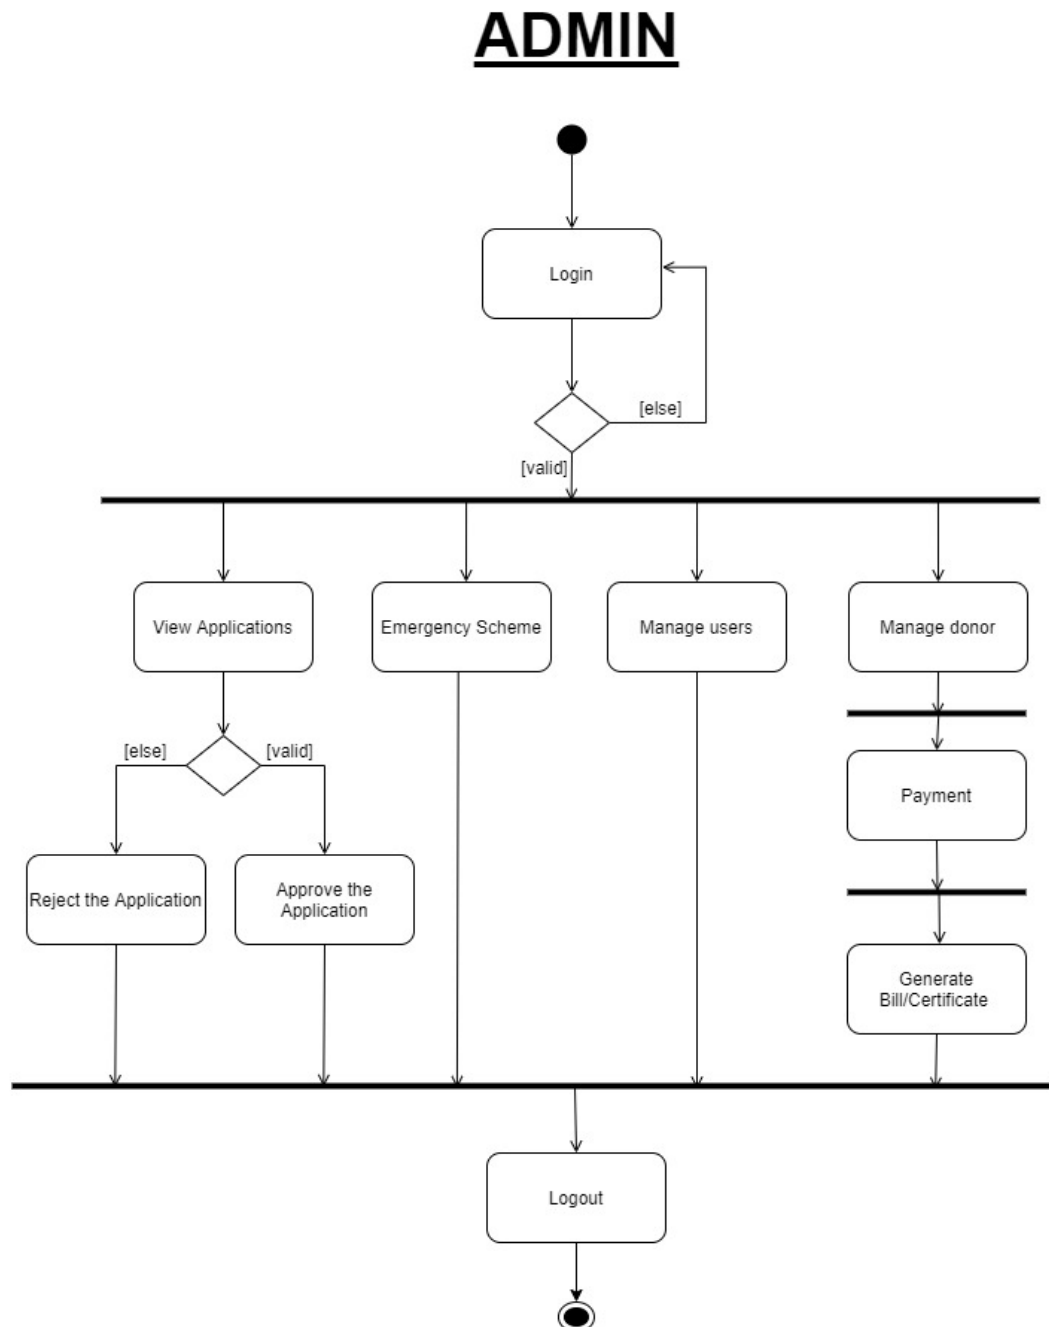 ADMIN
Login
[else]
[valid]
View Applications
Emergency Scheme
Manage users
Manage donor
[else]
[valid]
Payment
Reject the Application
Approve the
Application
Generate
Bill/Certificate
Logout